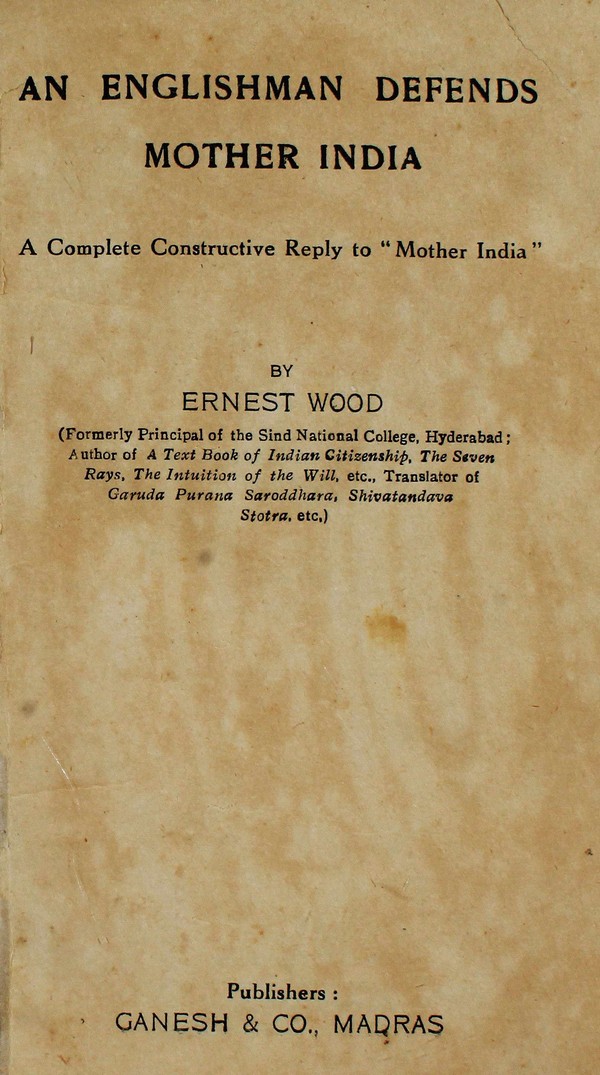 AN ENGLISHMAN DEFENDS
MOTHER INDIA
A Complete Constructive Reply to “Mother India”
BY
ERNEST WOOD
(Formerly Principal of the Sind National College, Hyderabad;
Author of A Text Book of Indian Citizenship, The Seven
Rays, The Intuition of the Will, etc., Translator of
Garuda Purana Saroddhara, Shivatandava
Stotra, etc.)
Publishers :
GANESH & CO., MADRAS